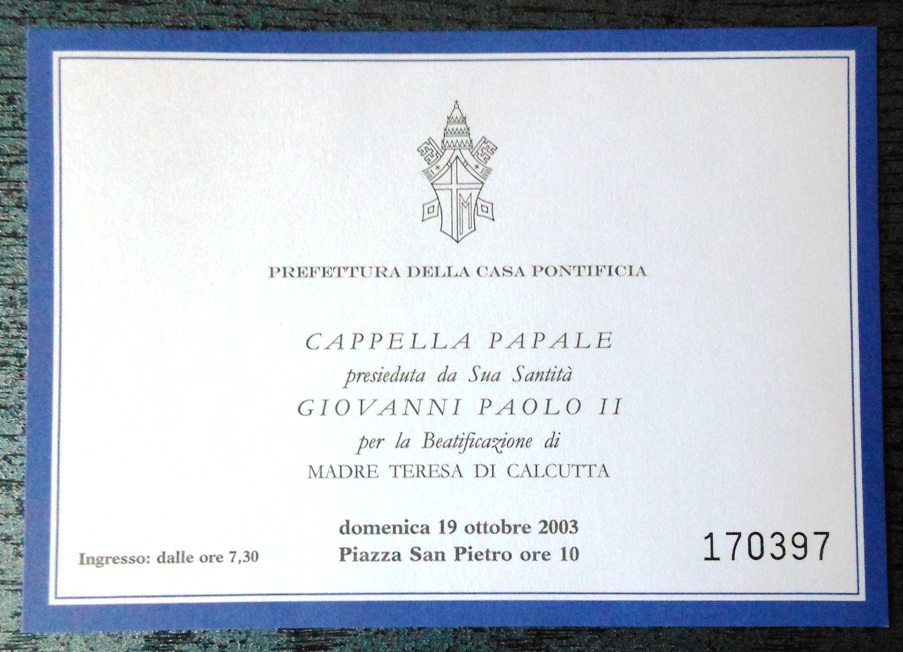 PREFETTURA DELLA CASA PONTIFICIA
CAPPELLA PAPALE
presieduta da Sua Santità
GIOVANNI PAOLO II
per la Beatificazione di
MADRE TERESA DI CALCUTTA
domenica 19 ottobre 2003
Ingresso: dalle ore 7,30
Piazza San Pietro ore 10
170397